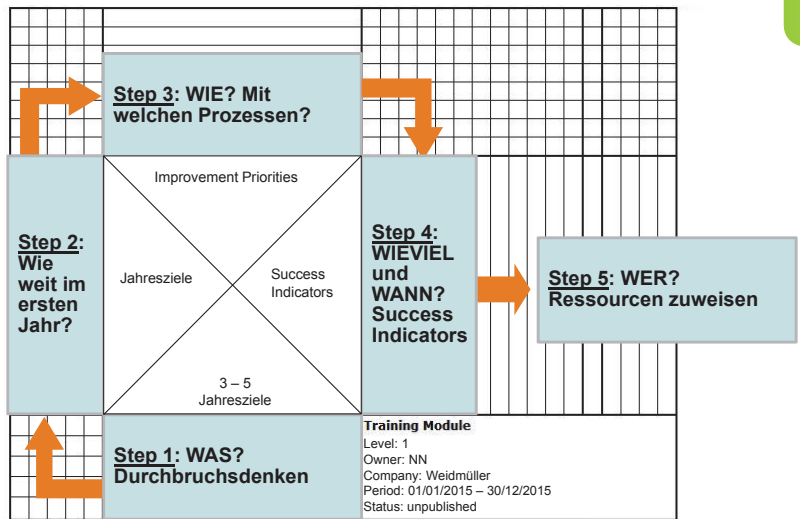 Step 3: WIE? Mit
welchen Prozessen?
Improvement Priorities
Step 2:
Wie
weit im
ersten
Jahr?
Jahresziele
Success
Indicators
Step 4:
WIEVIEL
und
WANN?
Success
Indicators
Step 5: WER?
Ressourcen zuweisen
3 – 5
Jahresziele
Step 1: WAS?
Durchbruchsdenken
Training Module
Level: 1
Owner: NN
Company: Weidmüller
Period: 01/01/2015 – 30/12/2015
Status: unpublished